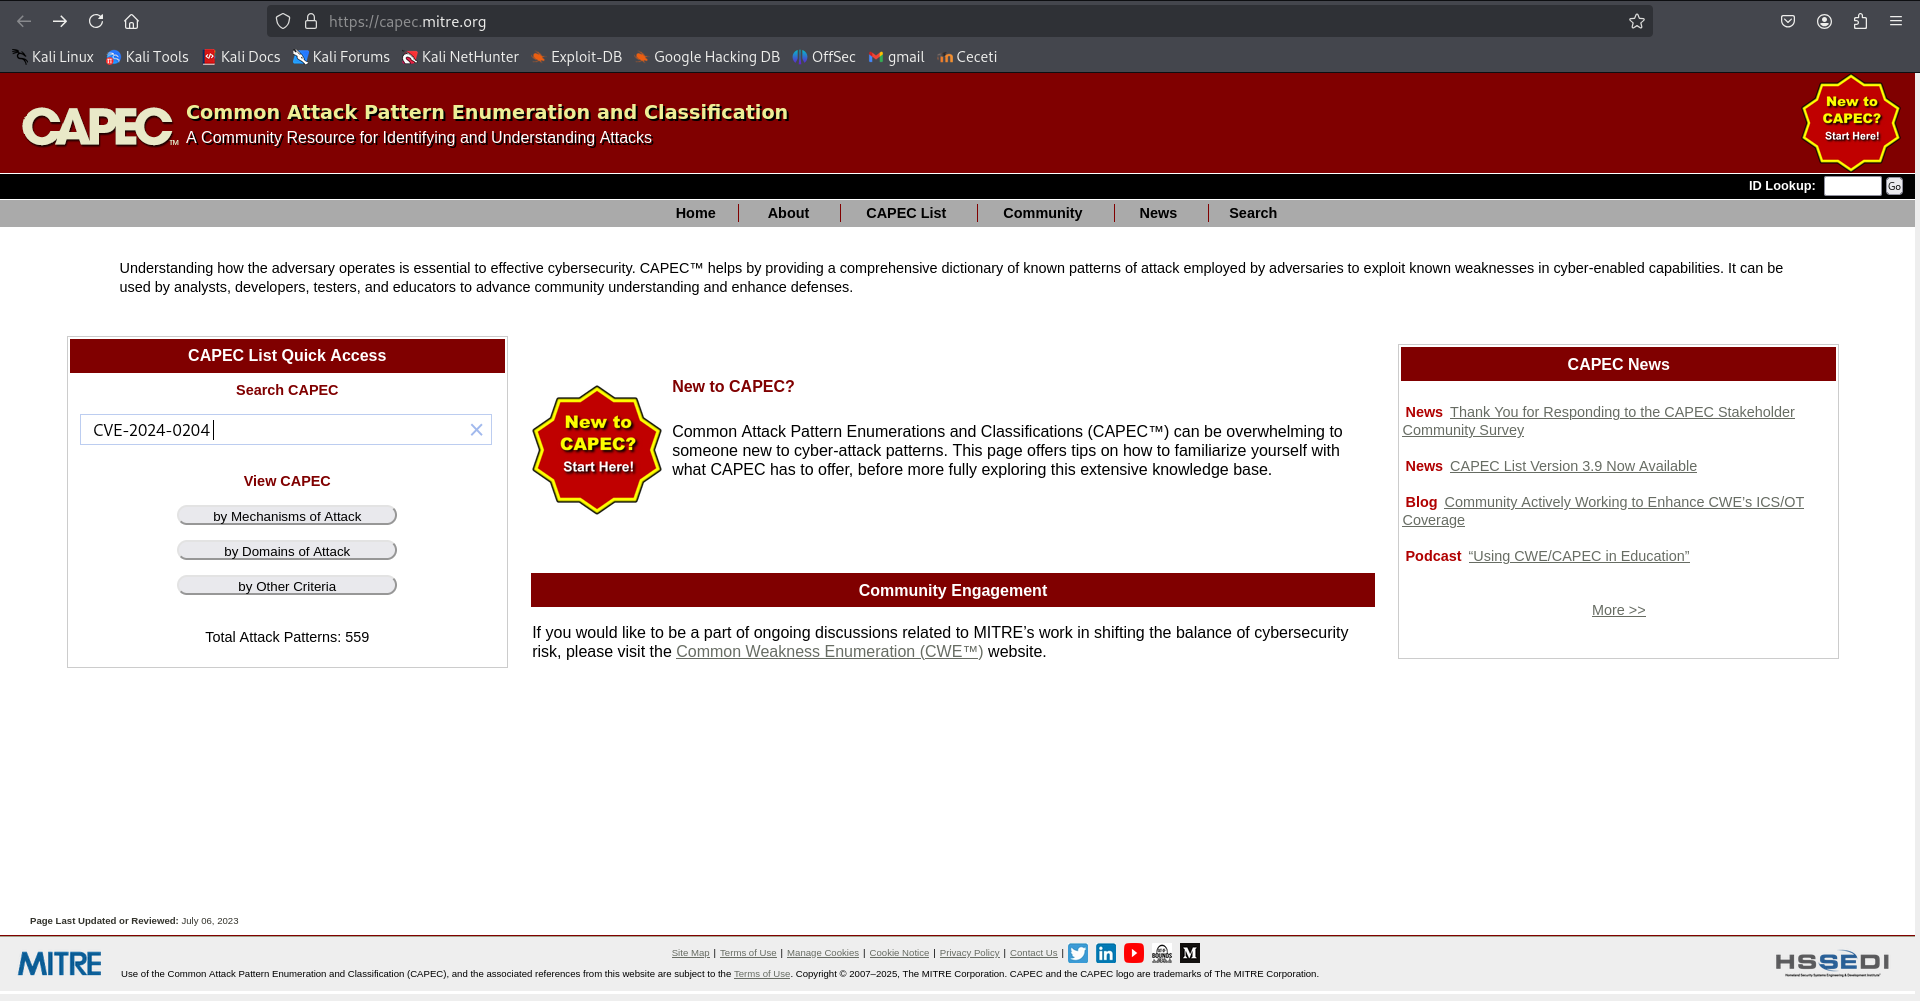 https://capec.mitre.org
Kali Linux Kali Tools Kali Docs Kali Forums Kali NetHunter Exploit-DB Google Hacking DB OffSec gmail Ceceti
CAPEC™ Common Attack Pattern Enumeration and Classification
A Community Resource for Identifying and Understanding Attacks
New to
CAPEC?
Start Here!
ID Lookup: Go
Home About CAPEC List Community News Search
Understanding how the adversary operates is essential to effective cybersecurity. CAPEC™ helps by providing a comprehensive dictionary of known patterns of attack employed by adversaries to exploit known weaknesses in cyber-enabled capabilities. It can be
used by analysts, developers, testers, and educators to advance community understanding and enhance defenses.
CAPEC List Quick Access
Search CAPEC
CVE-2024-0204
View CAPEC
by Mechanisms of Attack
by Domains of Attack
by Other Criteria
Total Attack Patterns: 559
New to
CAPEC?
Start Here!
New to CAPEC?
Common Attack Pattern Enumerations and Classifications (CAPEC™) can be overwhelming to
someone new to cyber-attack patterns. This page offers tips on how to familiarize yourself with
what CAPEC has to offer, before more fully exploring this extensive knowledge base.
Community Engagement
If you would like to be a part of ongoing discussions related to MITRE’s work in shifting the balance of cybersecurity
risk, please visit the Common Weakness Enumeration (CWE™) website.
CAPEC News
News Thank You for Responding to the CAPEC Stakeholder
Community Survey
News CAPEC List Version 3.9 Now Available
Blog Community Actively Working to Enhance CWE’s ICS/OT
Coverage
Podcast “Using CWE/CAPEC in Education”
More >>
Page Last Updated or Reviewed: July 06, 2023
MITRE
Site Map | Terms of Use | Manage Cookies | Cookie Notice | Privacy Policy | Contact Us |
Use of the Common Attack Pattern Enumeration and Classification (CAPEC), and the associated references from this website are subject to the Terms of Use. Copyright © 2007–2025, The MITRE Corporation. CAPEC and the CAPEC logo are trademarks of The MITRE Corporation.
HSSEDI